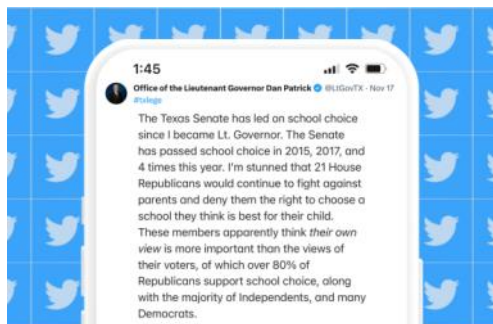 1:45
Office of the Lieutenant Governor Dan Patrick @LtGovTX · Nov 17
#txlege
The Texas Senate has led on school choice
since I became Lt. Governor. The Senate
has passed school choice in 2015, 2017, and
4 times this year. I'm stunned that 21 House
Republicans would continue to fight against
parents and deny them the right to choose a
school they think is best for their child.
These members apparently think their own
view is more important than the views of
their voters, of which over 80% of
Republicans support school choice, along
with the majority of Independents, and many
Democrats.